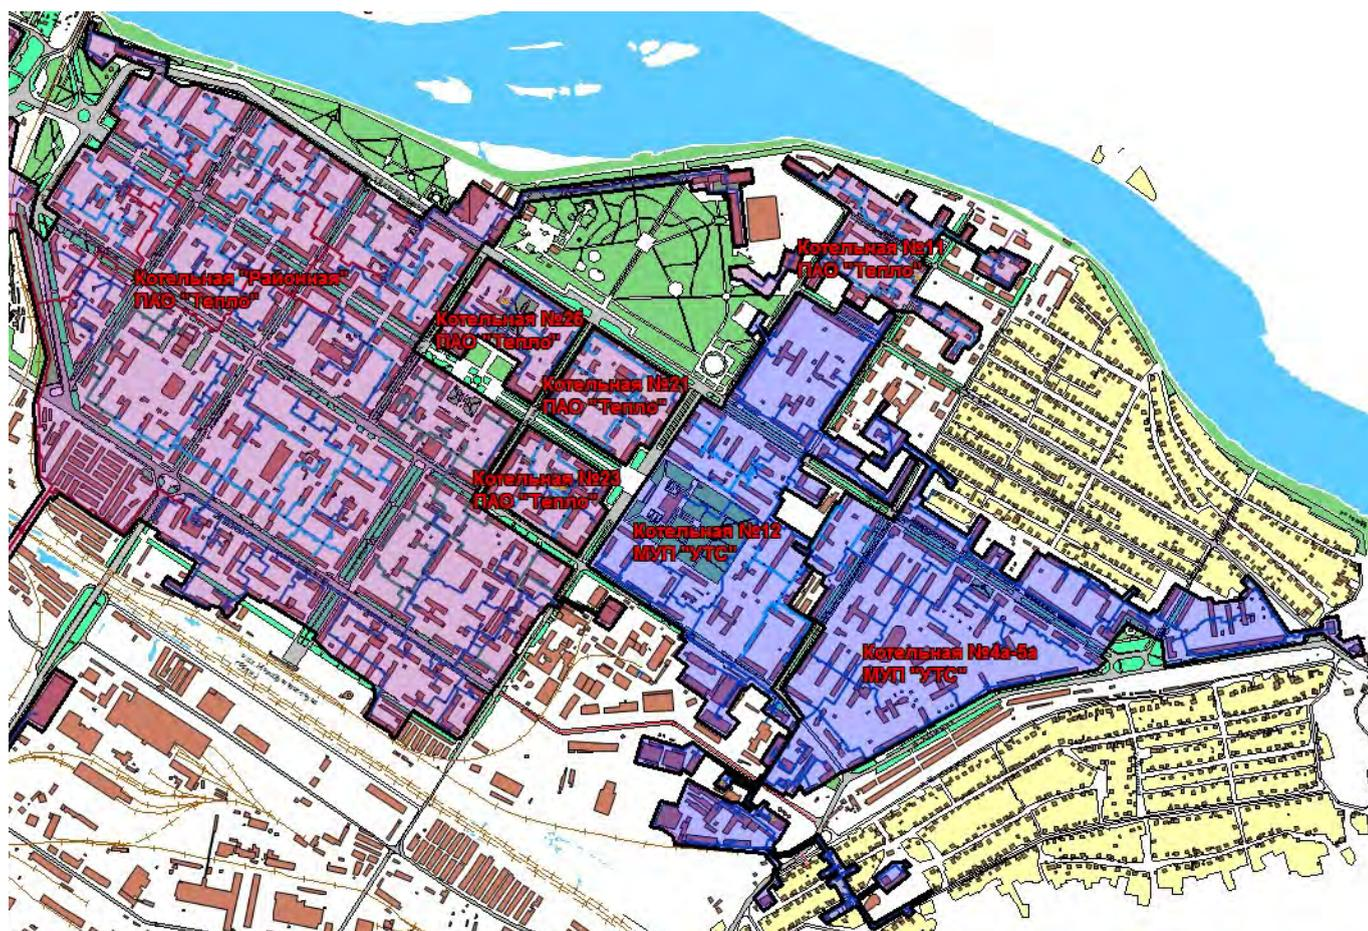 Котельная №11
ПАО "Тепло"
Котельная "Районная"
ПАО "Тепло"
Котельная №26
ПАО "Тепло"
Котельная №21
ПАО "Тепло"
Котельная №23
ПАО "Тепло"
Котельная №12
МУП "УТС"
Котельная №4а-5а
МУП "УТС"